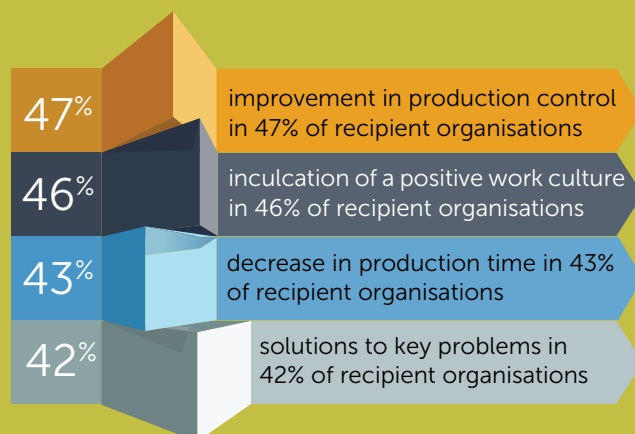 47%
improvement in production control
in 47% of recipient organisations
46%
inculcation of a positive work culture
in 46% of recipient organisations
43%
decrease in production time in 43%
of recipient organisations
42%
solutions to key problems in
42% of recipient organisations